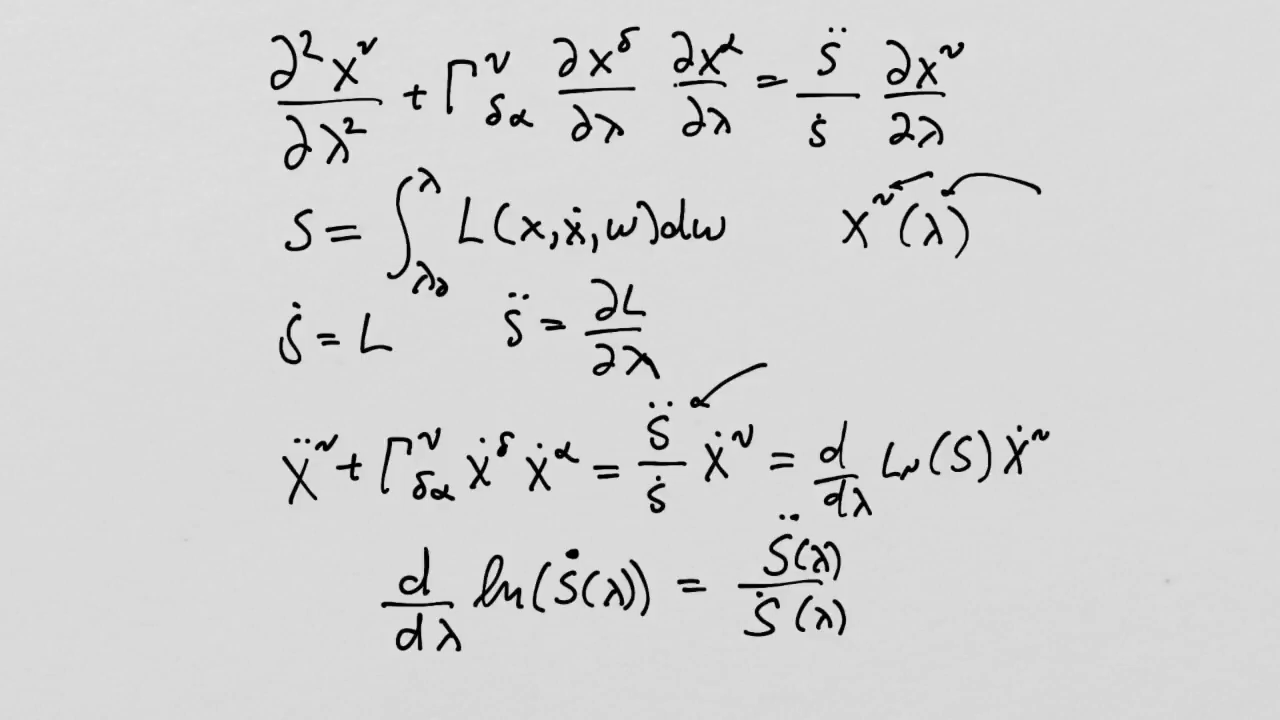 ∂²x^ν/∂λ² + Γ^ν_δα ∂x^δ/∂λ ∂x^α/∂λ = s̈/ṡ ∂x^ν/∂λ
S = ∫_λ₀^λ L(x, ẋ, w)dw x^ν(λ)
ṡ = L s̈ = ∂L/∂λ
ẍ^ν + Γ^ν_δα ẋ^δ ẋ^α = s̈/ṡ α ẋ^ν = d/dλ Ln(S) ẋ^ν
d/dλ ln(ṡ(λ)) = s̈(λ)/ṡ(λ)